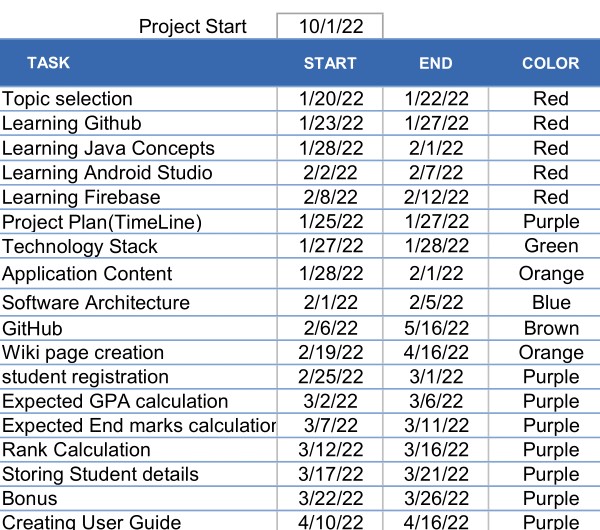 Project Start 10/1/22
TASK START END COLOR
Topic selection 1/20/22 1/22/22 Red
Learning Github 1/23/22 1/27/22 Red
Learning Java Concepts 1/28/22 2/1/22 Red
Learning Android Studio 2/2/22 2/7/22 Red
Learning Firebase 2/8/22 2/12/22 Red
Project Plan(TimeLine) 1/25/22 1/27/22 Purple
Technology Stack 1/27/22 1/28/22 Green
Application Content 1/28/22 2/1/22 Orange
Software Architecture 2/1/22 2/5/22 Blue
GitHub 2/6/22 5/16/22 Brown
Wiki page creation 2/19/22 4/16/22 Orange
student registration 2/25/22 3/1/22 Purple
Expected GPA calculation 3/2/22 3/6/22 Purple
Expected End marks calculation 3/7/22 3/11/22 Purple
Rank Calculation 3/12/22 3/16/22 Purple
Storing Student details 3/17/22 3/21/22 Purple
Bonus 3/22/22 3/26/22 Purple
Creating User Guide 4/10/22 4/16/22 Purple